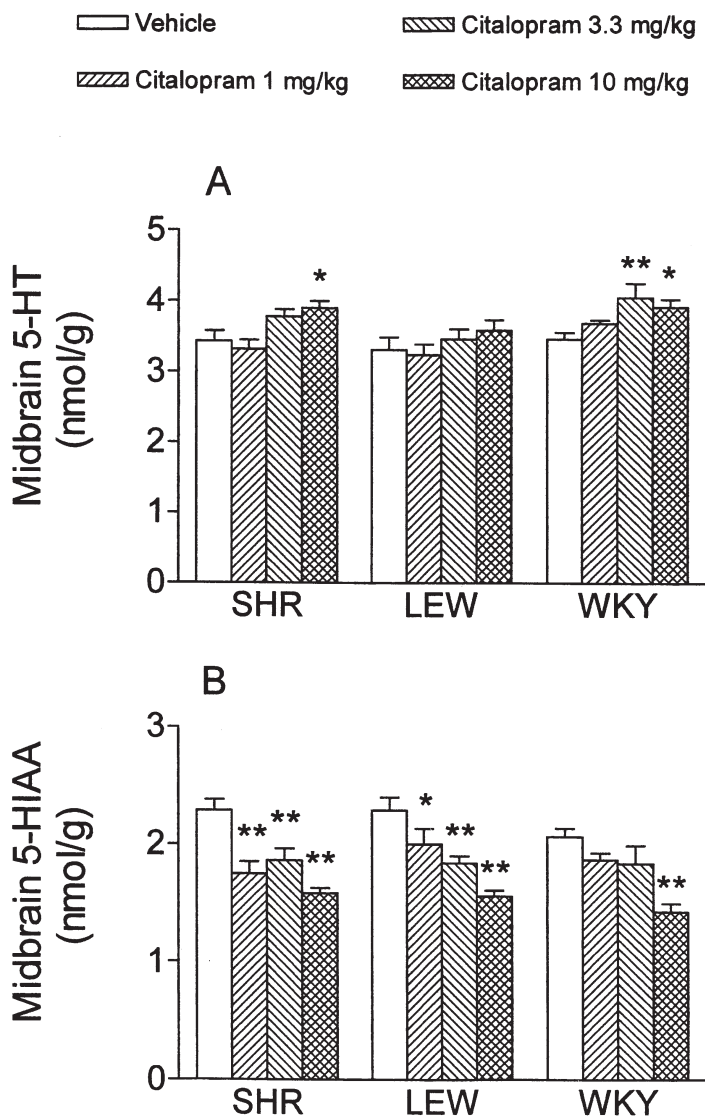 Vehicle
Citalopram 3.3 mg/kg
Citalopram 1 mg/kg
Citalopram 10 mg/kg
A
Midbrain 5-HT
(nmol/g)
5
4
3
2
1
0
*
**
*
SHR
LEW
WKY
B
Midbrain 5-HIAA
(nmol/g)
3
2
1
0
**
**
**
*
**
**
**
SHR
LEW
WKY